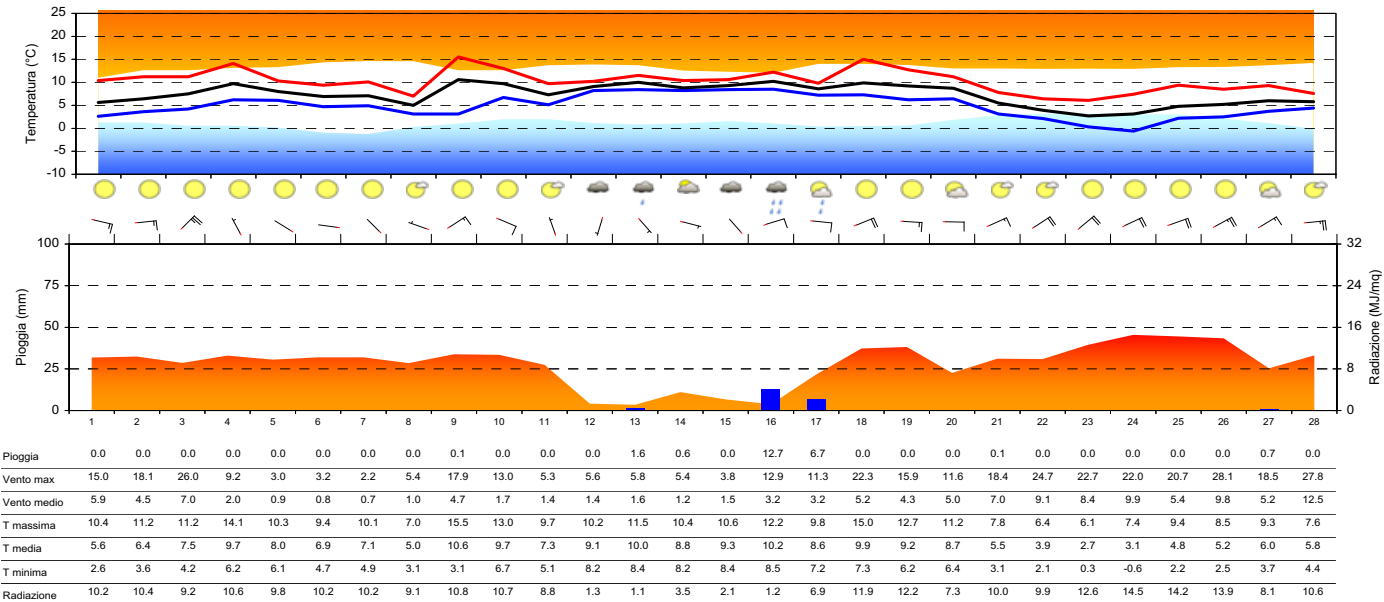 25
20
15
10
5
0
-5
-10
Temperatura (°C)
100
75
50
25
0
Pioggia (mm)
32
24
16
8
0
Radiazione (MJ/mq)
1 2 3 4 5 6 7 8 9 10 11 12 13 14 15 16 17 18 19 20 21 22 23 24 25 26 27 28
Pioggia 0.0 0.0 0.0 0.0 0.0 0.0 0.0 0.0 0.1 0.0 0.0 0.0 1.6 0.6 0.0 12.7 6.7 0.0 0.0 0.0 0.1 0.0 0.0 0.0 0.0 0.0 0.7 0.0
Vento max 15.0 18.1 26.0 9.2 3.0 3.2 2.2 5.4 17.9 13.0 5.3 5.6 5.8 5.4 3.8 12.9 11.3 22.3 15.9 11.6 18.4 24.7 22.7 22.0 20.7 28.1 18.5 27.8
Vento medio 5.9 4.5 7.0 2.0 0.9 0.8 0.7 1.0 4.7 1.7 1.4 1.4 1.6 1.2 1.5 3.2 3.2 5.2 4.3 5.0 7.0 9.1 8.4 9.9 5.4 9.8 5.2 12.5
T massima 10.4 11.2 11.2 14.1 10.3 9.4 10.1 7.0 15.5 13.0 9.7 10.2 11.5 10.4 10.6 12.2 9.8 15.0 12.7 11.2 7.8 6.4 6.1 7.4 9.4 8.5 9.3 7.6
T media 5.6 6.4 7.5 9.7 8.0 6.9 7.1 5.0 10.6 9.7 7.3 9.1 10.0 8.8 9.3 10.2 8.6 9.9 9.2 8.7 5.5 3.9 2.7 3.1 4.8 5.2 6.0 5.8
T minima 2.6 3.6 4.2 6.2 6.1 4.7 4.9 3.1 3.1 6.7 5.1 8.2 8.4 8.2 8.4 8.5 7.2 7.3 6.2 6.4 3.1 2.1 0.3 -0.6 2.2 2.5 3.7 4.4
Radiazione 10.2 10.4 9.2 10.6 9.8 10.2 10.2 9.1 10.8 10.7 8.8 1.3 1.1 3.5 2.1 1.2 6.9 11.9 12.2 7.3 10.0 9.9 12.6 14.5 14.2 13.9 8.1 10.6